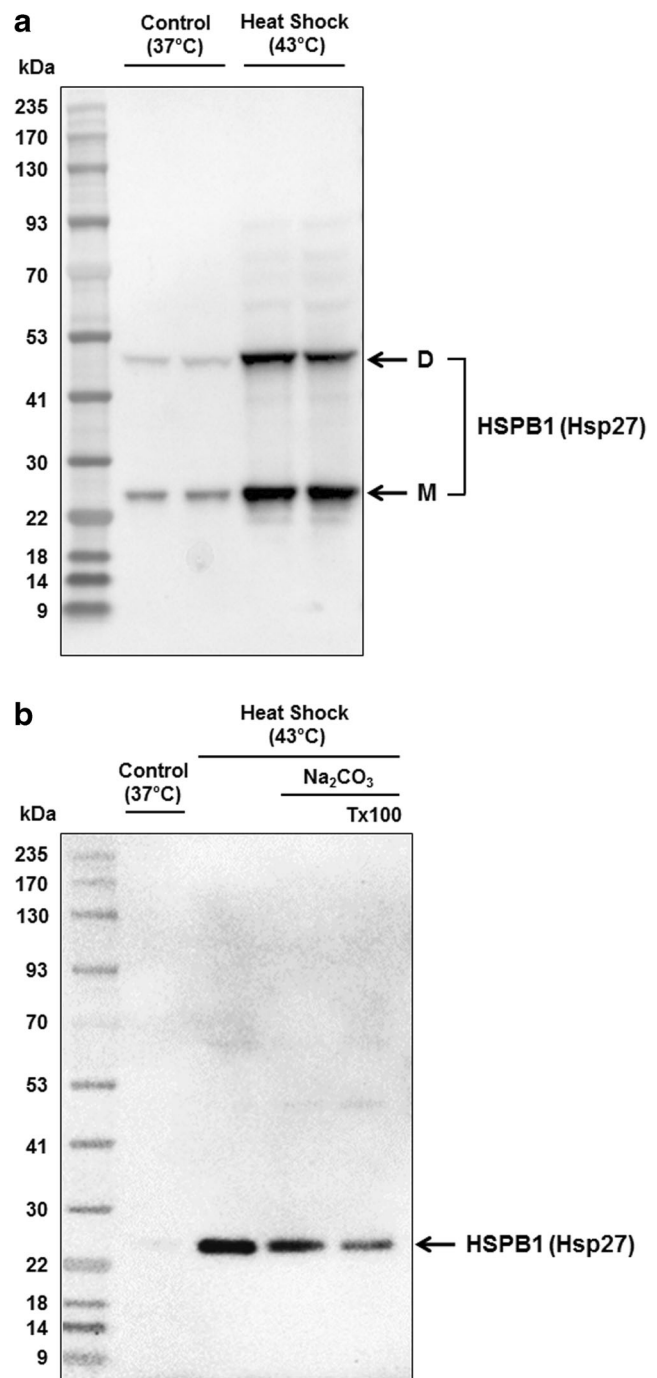 a
Control Heat Shock
(37°C) (43°C)
kDa
235
170
130
93
70
53
D
41
HSPB1 (Hsp27)
30
M
22
18
14
9
b
Heat Shock
(43°C)
Control Na₂CO₃
(37°C)
kDa Tx100
235
170
130
93
70
53
41
30
HSPB1 (Hsp27)
22
18
14
9